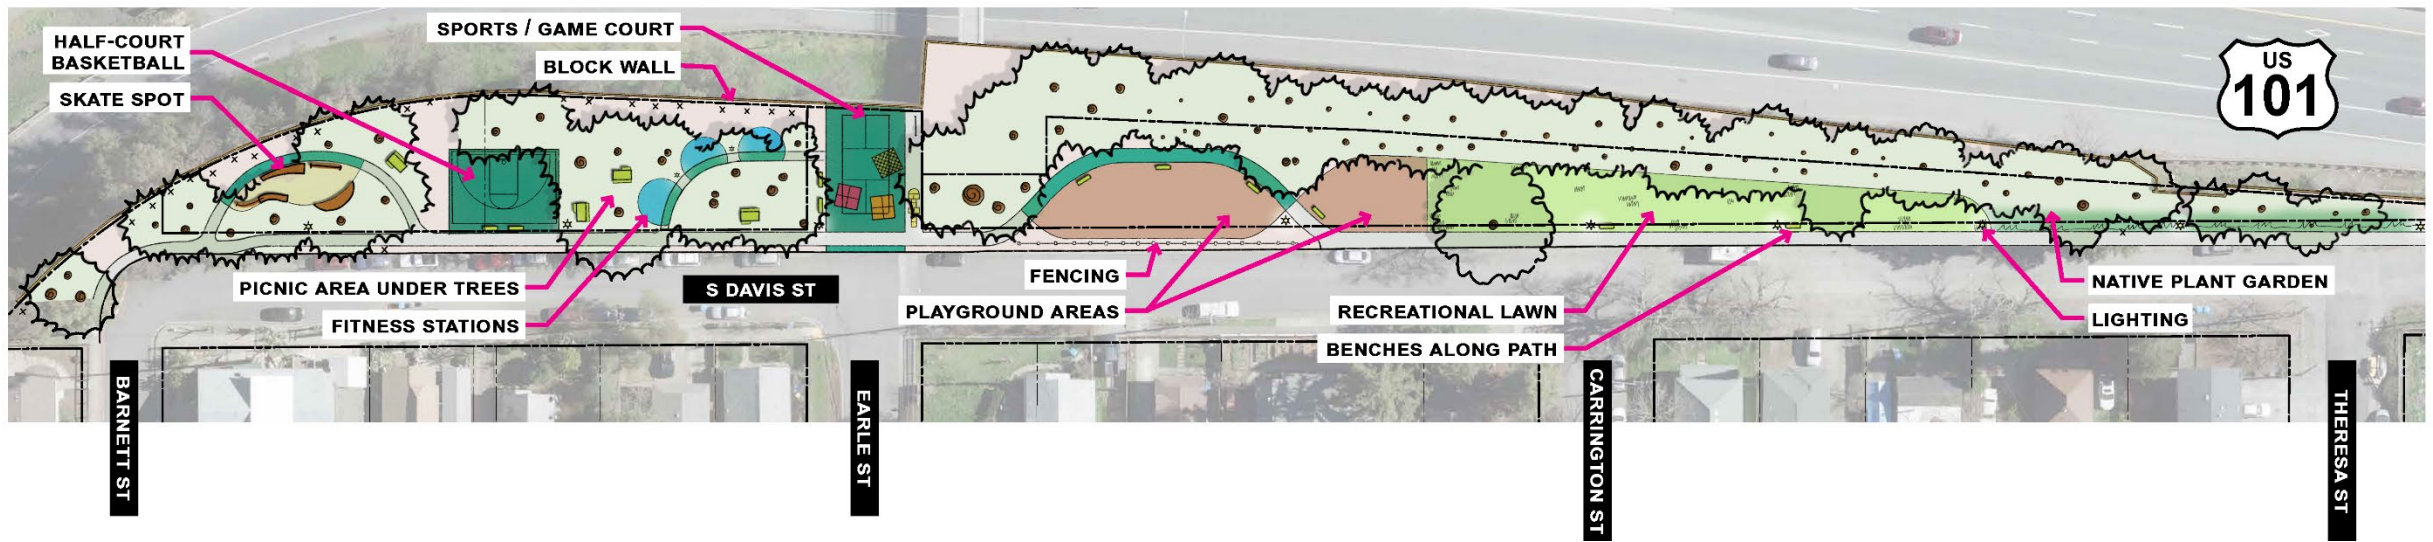 SPORTS / GAME COURT
HALF-COURT
BASKETBALL
BLOCK WALL
SKATE SPOT
US
101
PICNIC AREA UNDER TREES
S DAVIS ST
FITNESS STATIONS
FENCING
PLAYGROUND AREAS
RECREATIONAL LAWN
BENCHES ALONG PATH
NATIVE PLANT GARDEN
LIGHTING
BARNETT ST
EARLE ST
CARRINGTON ST
THERESA ST